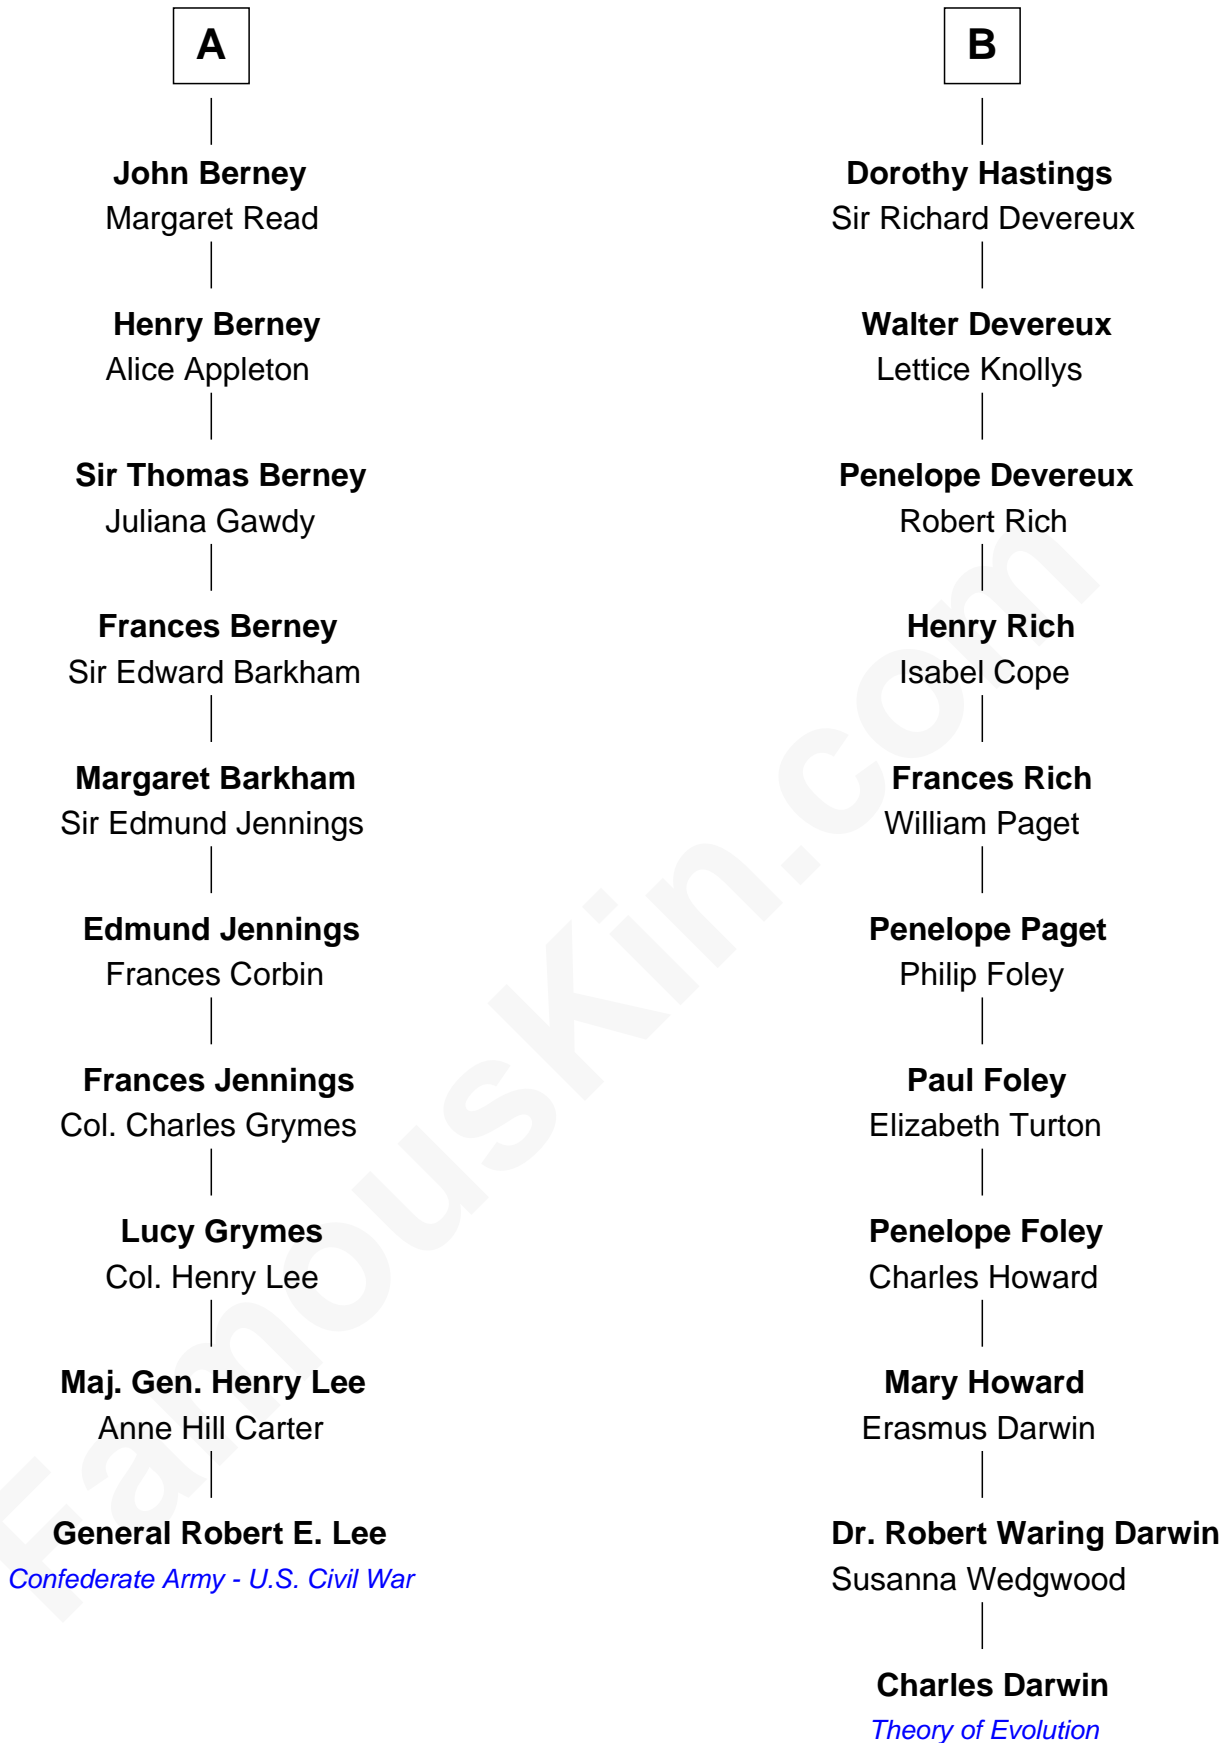 A
John Berney
Margaret Read
Henry Berney
Alice Appleton
Sir Thomas Berney
Juliana Gawdy
Frances Berney
Sir Edward Barkham
Margaret Barkham
Sir Edmund Jennings
Edmund Jennings
Frances Corbin
Frances Jennings
Col. Charles Grymes
Lucy Grymes
Col. Henry Lee
Maj. Gen. Henry Lee
Anne Hill Carter
General Robert E. Lee
Confederate Army - U.S. Civil War
B
Dorothy Hastings
Sir Richard Devereux
Walter Devereux
Lettice Knollys
Penelope Devereux
Robert Rich
Henry Rich
Isabel Cope
Frances Rich
William Paget
Penelope Paget
Philip Foley
Paul Foley
Elizabeth Turton
Penelope Foley
Charles Howard
Mary Howard
Erasmus Darwin
Dr. Robert Waring Darwin
Susanna Wedgwood
Charles Darwin
Theory of Evolution
FamousKin.com